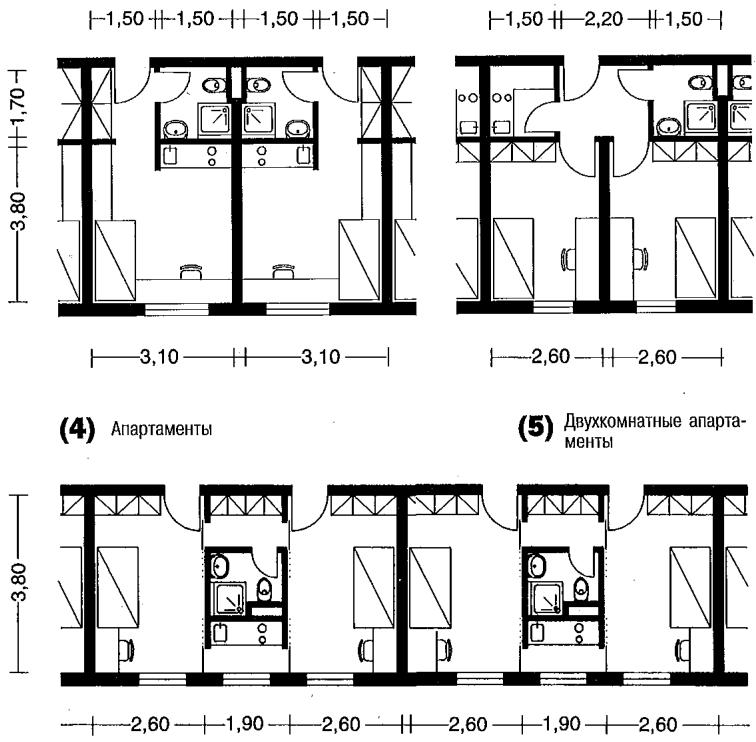 1,50 1,50 1,50 1,50
1,50 2,20 1,50
1,70
3,80
3,10 3,10
2,60 2,60
(4) Апартаменты
(5) Двухкомнатные апарта-
менты
3,80
2,60 1,90 2,60 2,60 1,90 2,60